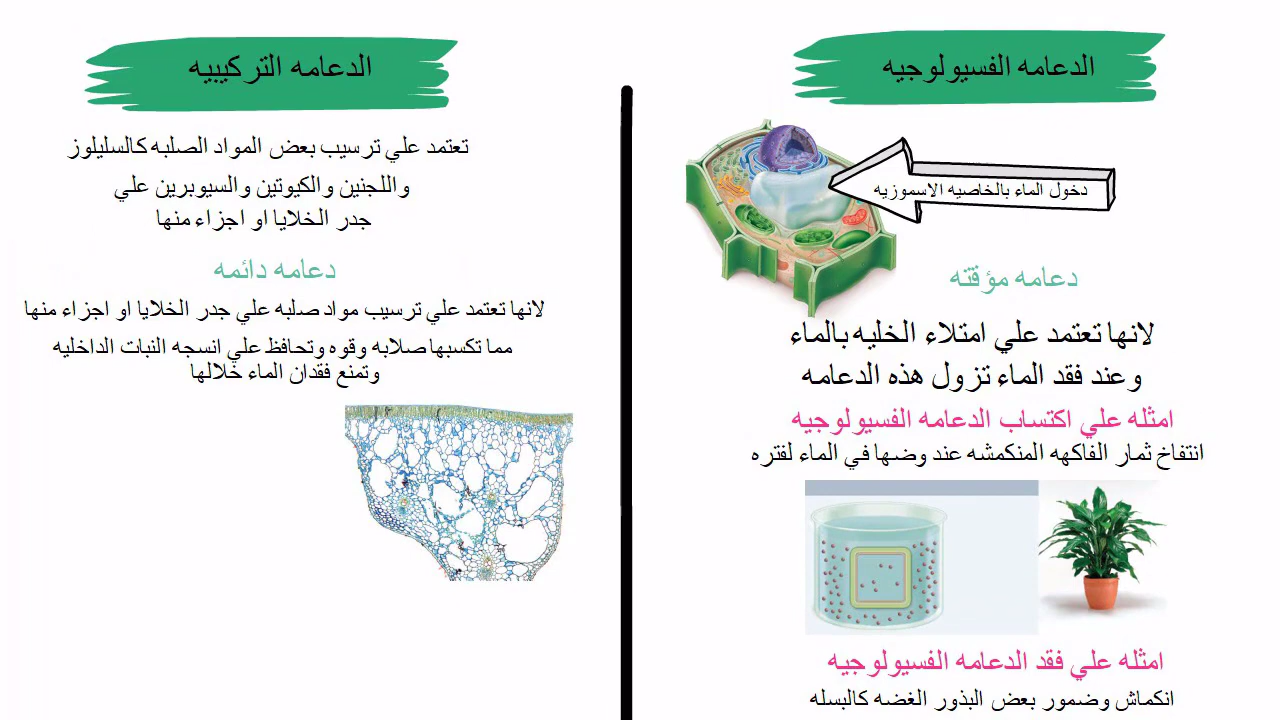 الدعامه الفسيولوجيه
دخول الماء بالخاصيه الاسموزيه
دعامه مؤقته
لانها تعتمد علي امتلاء الخليه بالماء
وعند فقد الماء تزول هذه الدعامه
امثله علي اكتساب الدعامه الفسيولوجيه
انتفاخ ثمار الفاكهه المنكمشه عند وضها في الماء لفتره
امثله علي فقد الدعامه الفسيولوجيه
انكماش وضمور بعض البذور الغضه كالبسله
الدعامه التركيبيه
تعتمد علي ترسيب بعض المواد الصلبه كالسليلوز
واللجنين والكيوتين والسيوبرين علي
جدر الخلايا او اجزاء منها
دعامه دائمه
لانها تعتمد علي ترسيب مواد صلبه علي جدر الخلايا او اجزاء منها
مما تكسبها صلابه وقوه وتحافظ علي انسجه النبات الداخليه
وتمنع فقدان الماء خلالها